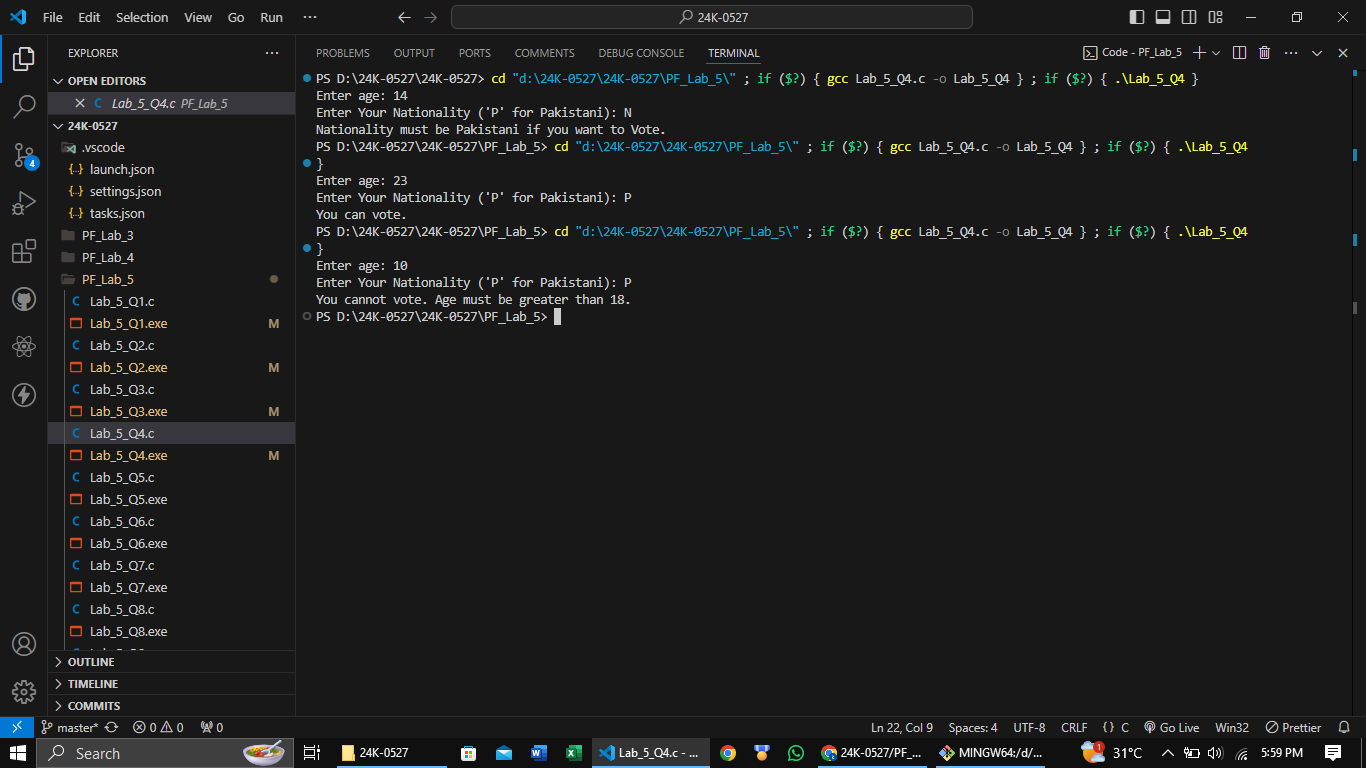 File Edit Selection View Go Run ··· 24K-0527
EXPLORER ···
OPEN EDITORS
Lab_5_Q4.c PF_Lab_5
24K-0527
.vscode
launch.json
settings.json
tasks.json
PF_Lab_3
PF_Lab_4
PF_Lab_5
Lab_5_Q1.c
Lab_5_Q1.exe M
Lab_5_Q2.c
Lab_5_Q2.exe M
Lab_5_Q3.c
Lab_5_Q3.exe M
Lab_5_Q4.c
Lab_5_Q4.exe M
Lab_5_Q5.c
Lab_5_Q5.exe
Lab_5_Q6.c
Lab_5_Q6.exe
Lab_5_Q7.c
Lab_5_Q7.exe
Lab_5_Q8.c
Lab_5_Q8.exe
OUTLINE
TIMELINE
COMMITS
4
PROBLEMS OUTPUT PORTS COMMENTS DEBUG CONSOLE TERMINAL Code - PF_Lab_5
PS D:\24K-0527\24K-0527> cd "d:\24K-0527\24K-0527\PF_Lab_5\" ; if ($?) { gcc Lab_5_Q4.c -o Lab_5_Q4 } ; if ($?) { .\Lab_5_Q4 }
Enter age: 14
Enter Your Nationality ('P' for Pakistani): N
Nationality must be Pakistani if you want to Vote.
PS D:\24K-0527\24K-0527\PF_Lab_5> cd "d:\24K-0527\24K-0527\PF_Lab_5\" ; if ($?) { gcc Lab_5_Q4.c -o Lab_5_Q4 } ; if ($?) { .\Lab_5_Q4
}
Enter age: 23
Enter Your Nationality ('P' for Pakistani): P
You can vote.
PS D:\24K-0527\24K-0527\PF_Lab_5> cd "d:\24K-0527\24K-0527\PF_Lab_5\" ; if ($?) { gcc Lab_5_Q4.c -o Lab_5_Q4 } ; if ($?) { .\Lab_5_Q4
}
Enter age: 10
Enter Your Nationality ('P' for Pakistani): P
You cannot vote. Age must be greater than 18.
PS D:\24K-0527\24K-0527\PF_Lab_5>
master* 0 0 0 Ln 22, Col 9 Spaces: 4 UTF-8 CRLF {} C Go Live Win32 Prettier
Search 24K-0527 Lab_5_Q4.c - ... 24K-0527/PF_... MINGW64:/d/... 1 31°C 5:59 PM